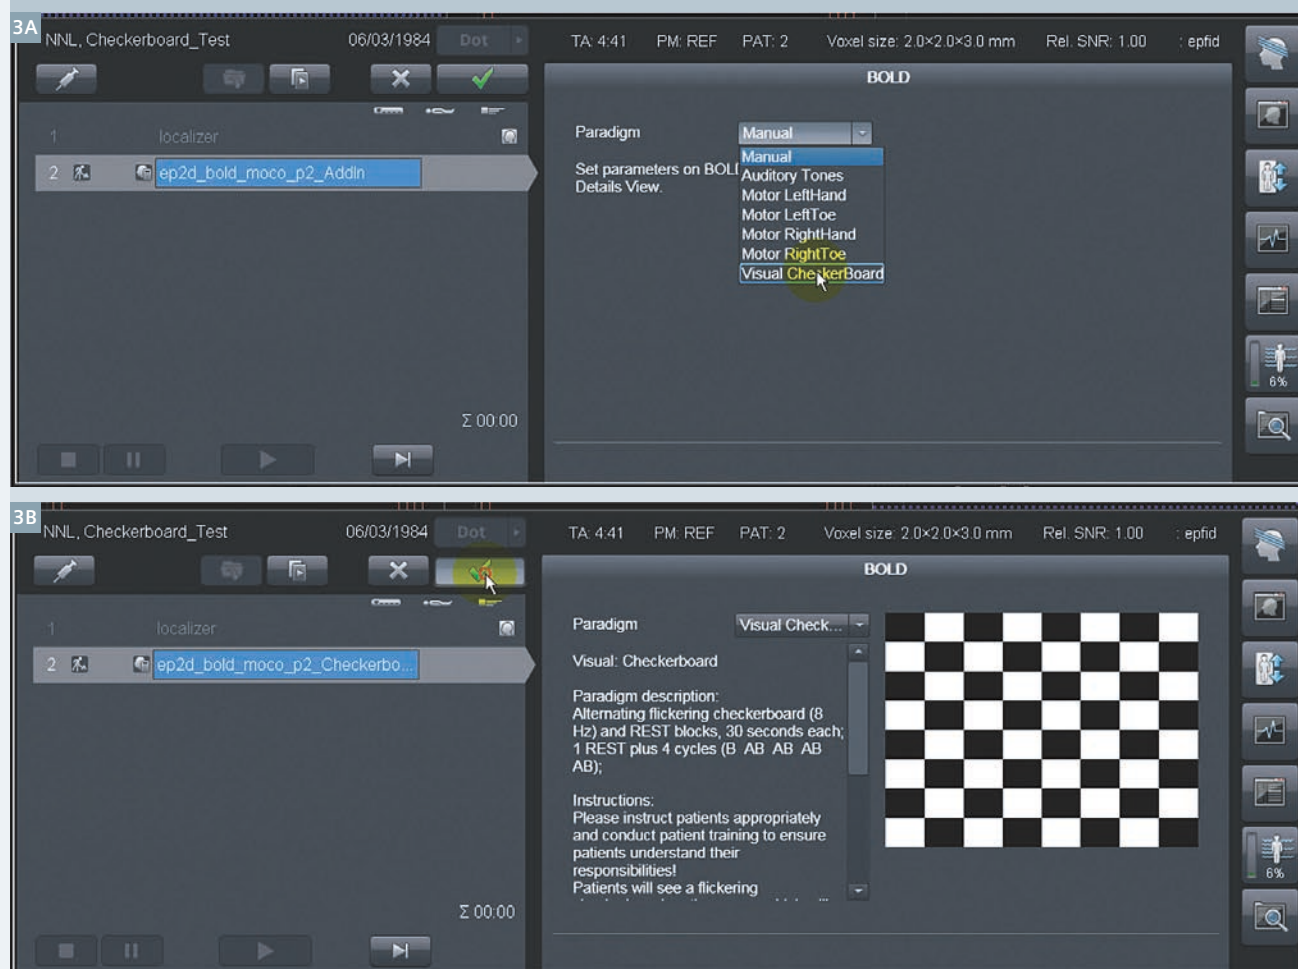 3A
NNL, Checkerboard_Test 06/03/1984 Dot
TA: 4:41 PM: REF PAT: 2 Voxel size: 2.0×2.0×3.0 mm Rel. SNR: 1.00 : epfid
BOLD
1 localizer
2 ep2d_bold_moco_p2_AddIn
Paradigm Manual
Set parameters on BOL
Details View.
Manual
Auditory Tones
Motor LeftHand
Motor LeftToe
Motor RightHand
Motor RightToe
Visual CheckerBoard
Σ 00:00
6%
3B
NNL, Checkerboard_Test 06/03/1984 Dot
TA: 4:41 PM: REF PAT: 2 Voxel size: 2.0×2.0×3.0 mm Rel. SNR: 1.00 : epfid
BOLD
1 localizer
2 ep2d_bold_moco_p2_Checkerbo...
Paradigm Visual Check...
Visual: Checkerboard
Paradigm description:
Alternating flickering checkerboard (8
Hz) and REST blocks, 30 seconds each;
1 REST plus 4 cycles (B AB AB AB
AB);
Instructions:
Please instruct patients appropriately
and conduct patient training to ensure
patients understand their
responsibilities!
Patients will see a flickering
Σ 00:00
6%